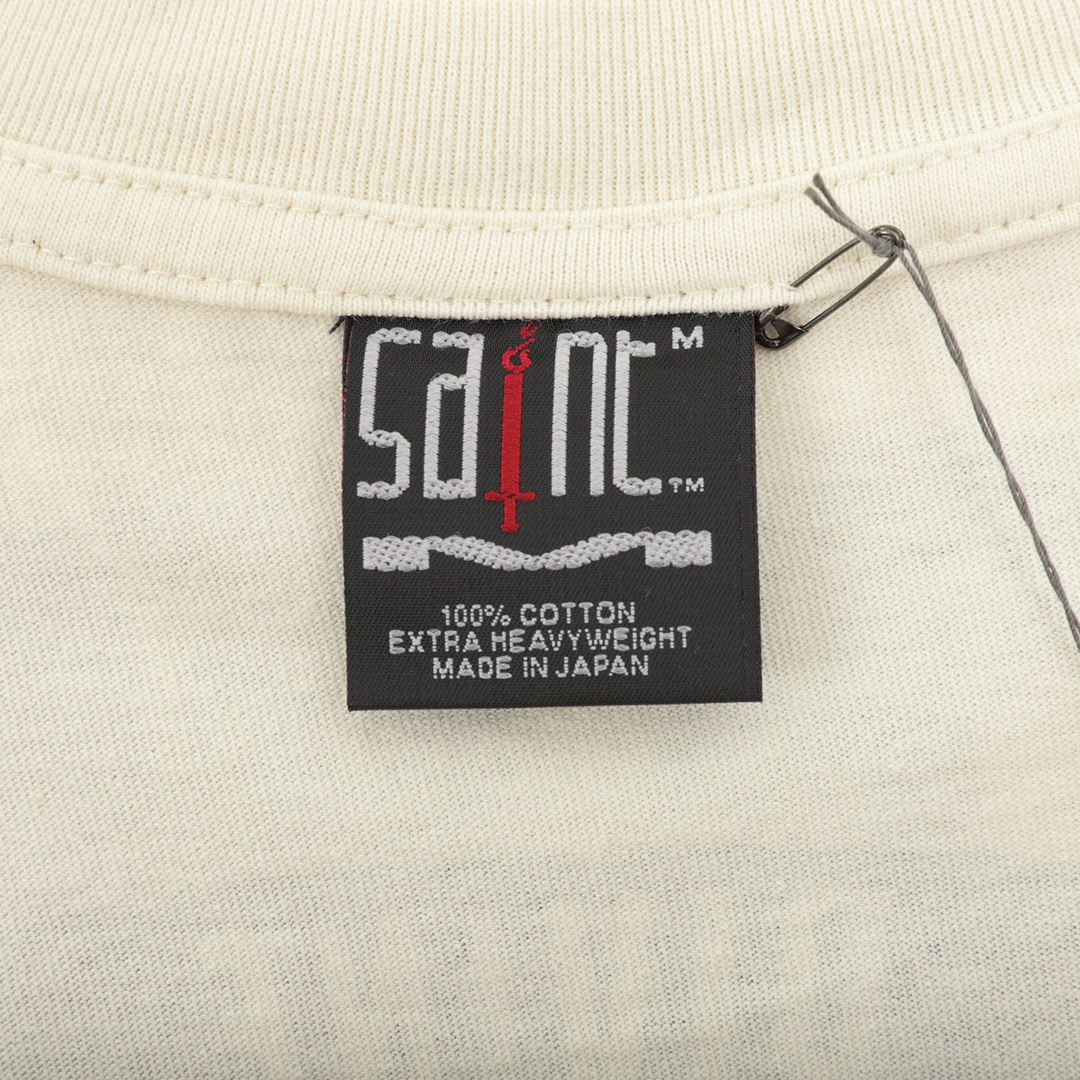 saint M
™
100% COTTON
EXTRA HEAVYWEIGHT
MADE IN JAPAN